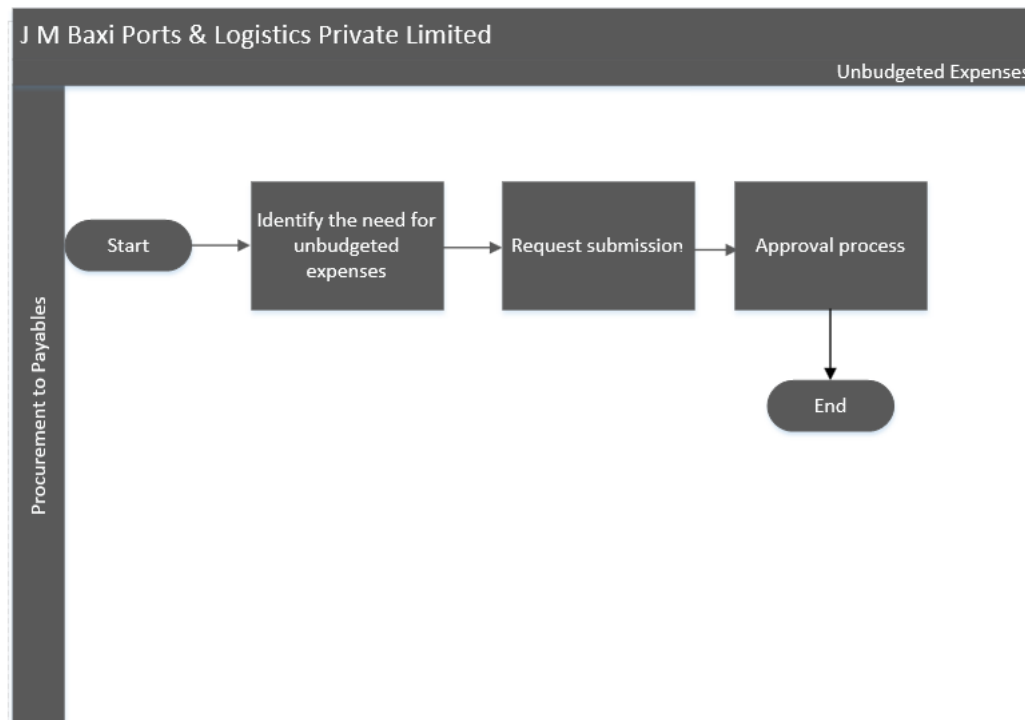 J M Baxi Ports & Logistics Private Limited
Unbudgeted Expenses
Procurement to Payables
Start
Identify the need for
unbudgeted
expenses
Request submission
Approval process
End